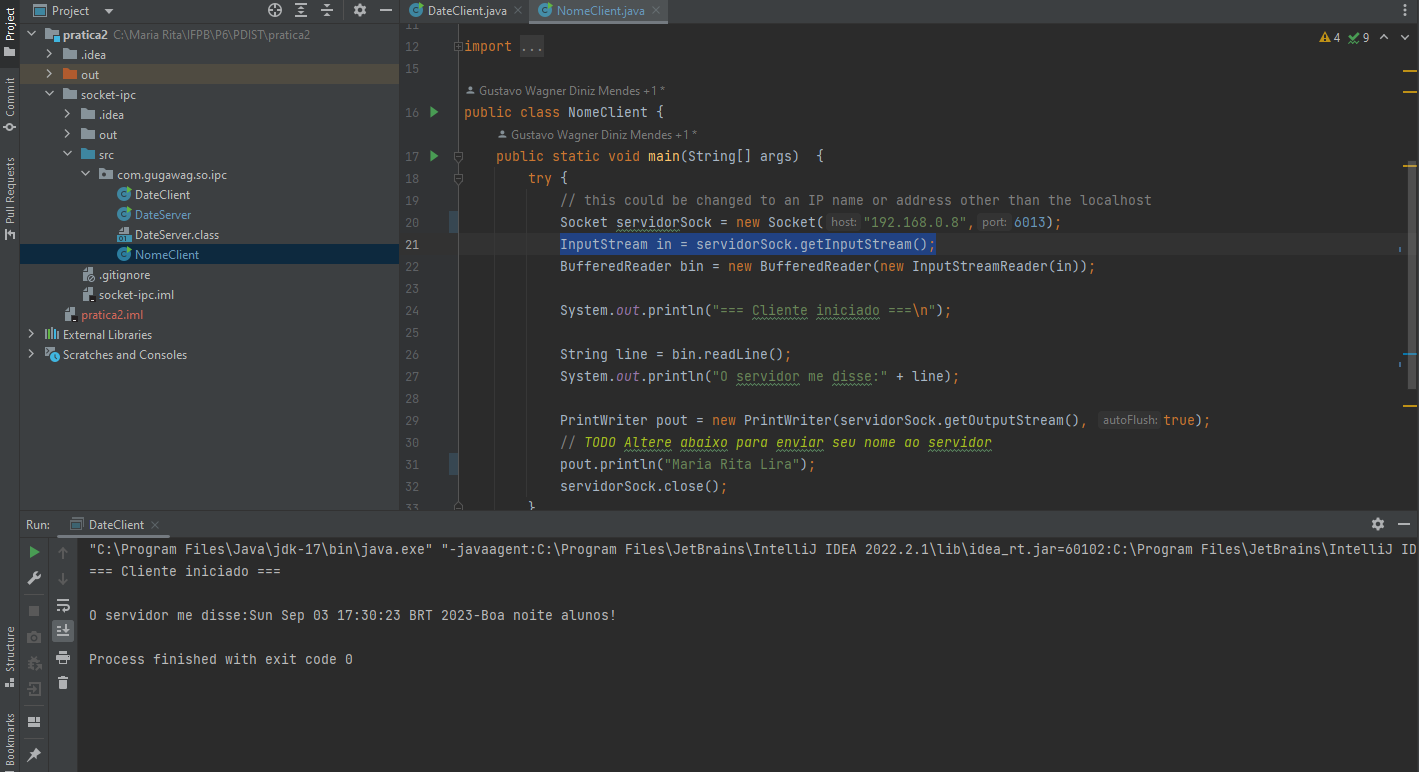 Project
DateClient.java
NomeClient.java
Project
Commit
Pull Requests
Structure
Bookmarks
pratica2 C:\Maria Rita\IFPB\P6\PDIST\pratica2
.idea
out
socket-ipc
.idea
out
src
com.gugawag.so.ipc
DateClient
DateServer
DateServer.class
NomeClient
.gitignore
socket-ipc.iml
pratica2.iml
External Libraries
Scratches and Consoles
4 9
11
12 import ...
15
Gustavo Wagner Diniz Mendes +1 *
16 public class NomeClient {
Gustavo Wagner Diniz Mendes +1 *
17 public static void main(String[] args)  {
18 try {
19 // this could be changed to an IP name or address other than the localhost
20 Socket servidorSock = new Socket( host: "192.168.0.8", port: 6013);
21 InputStream in = servidorSock.getInputStream();
22 BufferedReader bin = new BufferedReader(new InputStreamReader(in));
23
24 System.out.println("=== Cliente iniciado ===\n");
25
26 String line = bin.readLine();
27 System.out.println("O servidor me disse:" + line);
28
29 PrintWriter pout = new PrintWriter(servidorSock.getOutputStream(), autoFlush: true);
30 // TODO Altere abaixo para enviar seu nome ao servidor
31 pout.println("Maria Rita Lira");
32 servidorSock.close();
33 }
Run: DateClient
"C:\Program Files\Java\jdk-17\bin\java.exe" "-javaagent:C:\Program Files\JetBrains\IntelliJ IDEA 2022.2.1\lib\idea_rt.jar=60102:C:\Program Files\JetBrains\IntelliJ ID
=== Cliente iniciado ===
O servidor me disse:Sun Sep 03 17:30:23 BRT 2023-Boa noite alunos!
Process finished with exit code 0